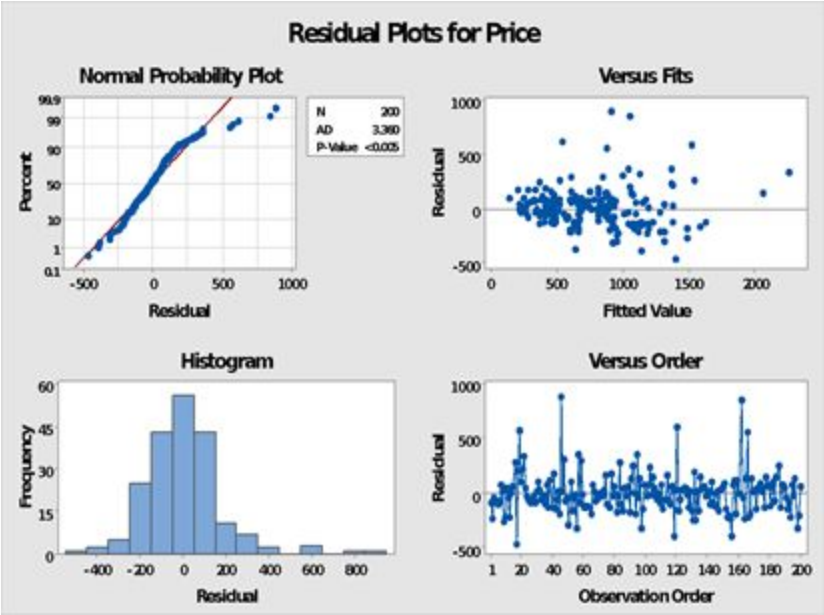 Residual Plots for Price
Normal Probability Plot
99.9
99
90
50
10
1
0.1
Percent
-500 0 500 1000
Residual
N 200
AD 3.360
P-Value <0.005
Versus Fits
1000
500
0
-500
Residual
0 500 1000 1500 2000
Fitted Value
Histogram
60
45
30
15
0
Frequency
-400 -200 0 200 400 600 800
Residual
Versus Order
1000
500
0
-500
Residual
1 20 40 60 80 100 120 140 160 180 200
Observation Order